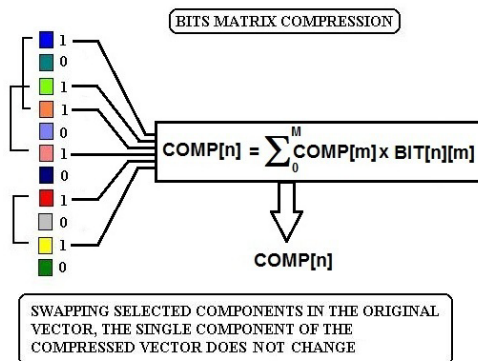 BITS MATRIX COMPRESSION
1
0
1
1
0
1
0
1
0
1
0
COMP[n] = ∑ M 0 COMP[m] x BIT[n][m]
COMP[n]
SWAPPING SELECTED COMPONENTS IN THE ORIGINAL
VECTOR, THE SINGLE COMPONENT OF THE
COMPRESSED VECTOR DOES NOT CHANGE